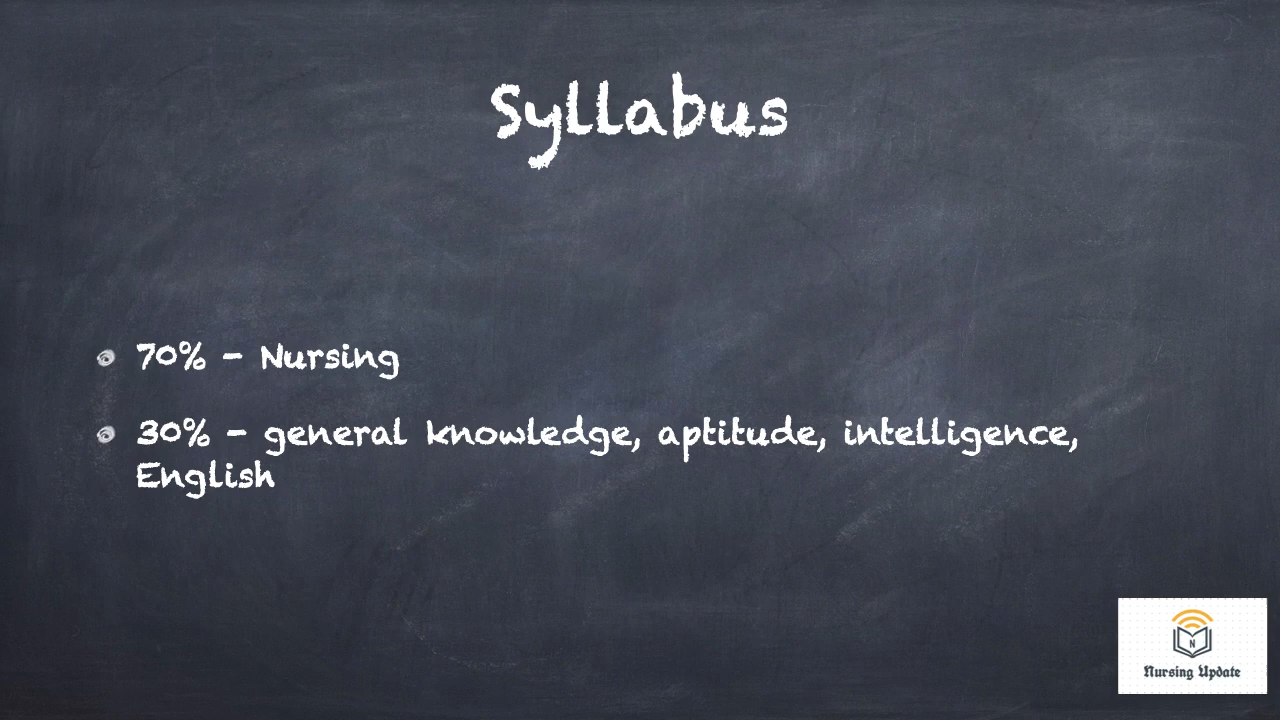 Syllabus
70% - Nursing
30% - general knowledge, aptitude, intelligence,
English
N
Nursing Update